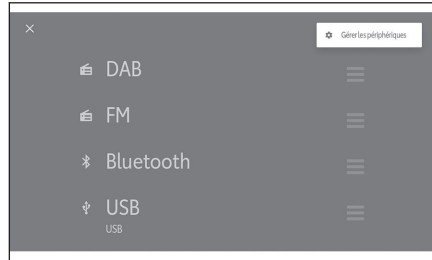 Gérer les périphériques
DAB
FM
Bluetooth
USB
USB